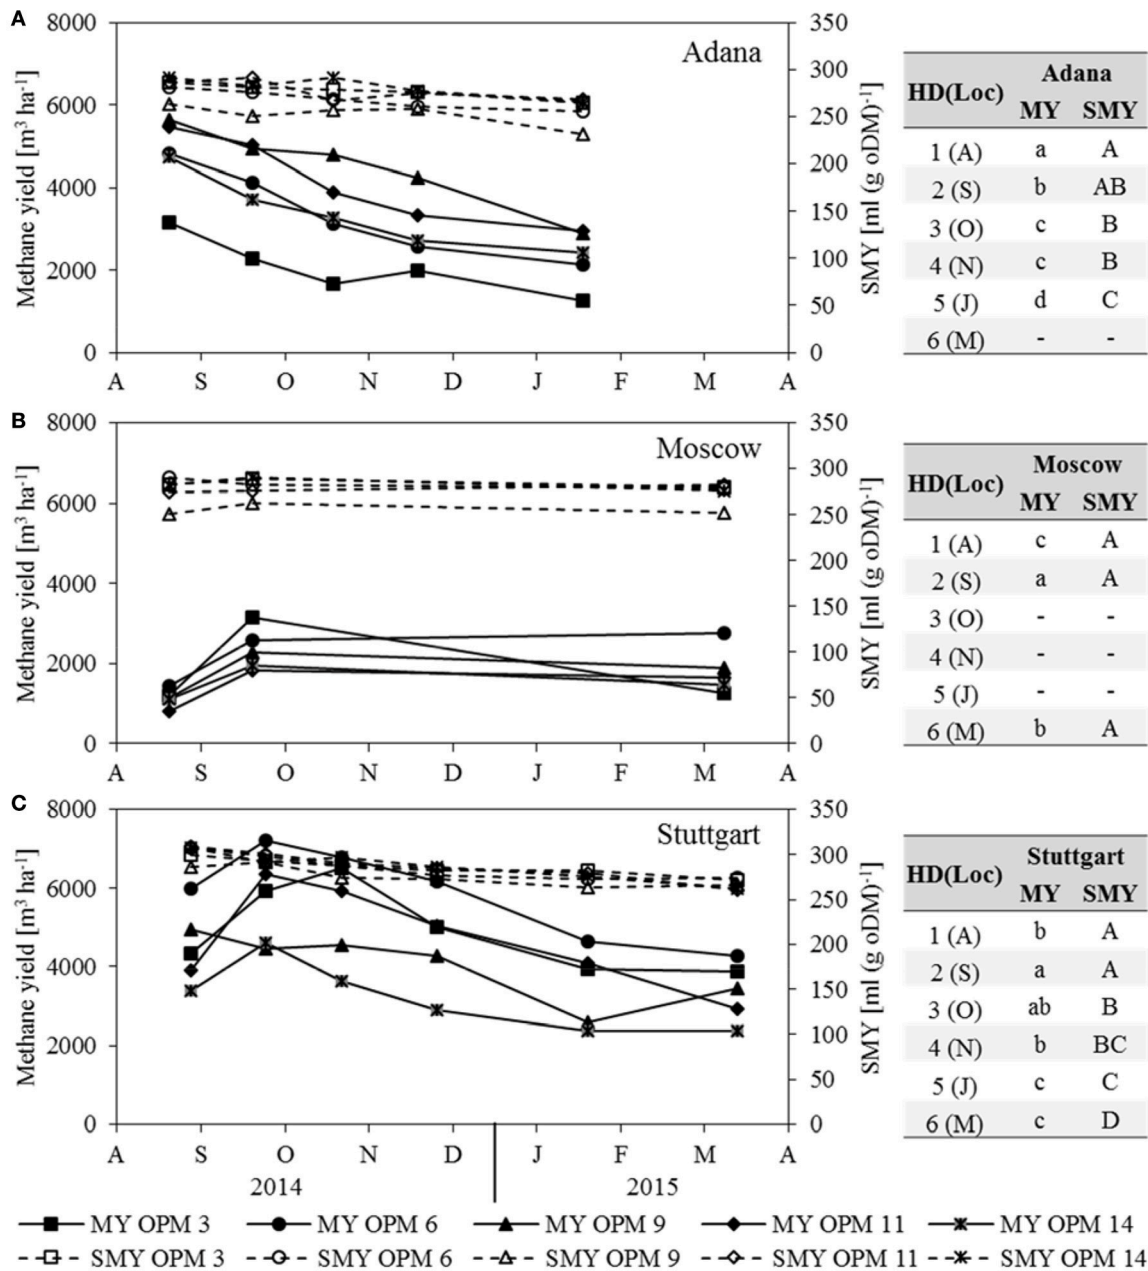 A
Adana
Methane yield [m³ ha⁻¹]
8000
6000
4000
2000
0
350
300
250
200
150
100
50
0
SMY [ml (g oDM)⁻¹]
A S O N D J F M A
HD(Loc) Adana
MY SMY
1 (A) a A
2 (S) b AB
3 (O) c B
4 (N) c B
5 (J) d C
6 (M) - -
B
Moscow
Methane yield [m³ ha⁻¹]
8000
6000
4000
2000
0
350
300
250
200
150
100
50
0
SMY [ml (g oDM)⁻¹]
A S O N D J F M A
HD(Loc) Moscow
MY SMY
1 (A) c A
2 (S) a A
3 (O) - -
4 (N) - -
5 (J) - -
6 (M) b A
C
Stuttgart
Methane yield [m³ ha⁻¹]
8000
6000
4000
2000
0
350
300
250
200
150
100
50
0
SMY [ml (g oDM)⁻¹]
A S O N D J F M A
2014 2015
HD(Loc) Stuttgart
MY SMY
1 (A) b A
2 (S) a A
3 (O) ab B
4 (N) b BC
5 (J) c C
6 (M) c D
MY OPM 3 MY OPM 6 MY OPM 9 MY OPM 11 MY OPM 14
SMY OPM 3 SMY OPM 6 SMY OPM 9 SMY OPM 11 SMY OPM 14